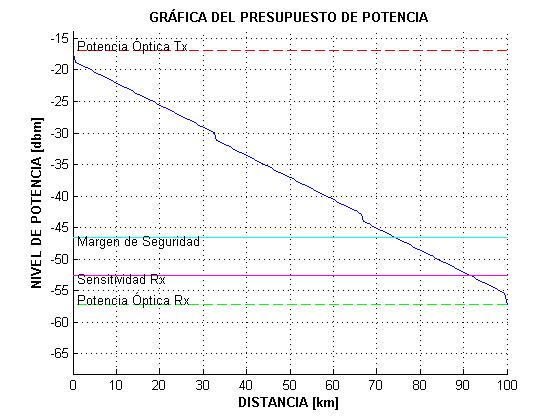 GRÁFICA DEL PRESUPUESTO DE POTENCIA
-15
Potencia Óptica Tx
-20
-25
-30
-35
-40
-45
Margen de Seguridad
-50
Sensitividad Rx
-55
Potencia Óptica Rx
-60
-65
NIVEL DE POTENCIA [dbm]
0 10 20 30 40 50 60 70 80 90 100
DISTANCIA [km]